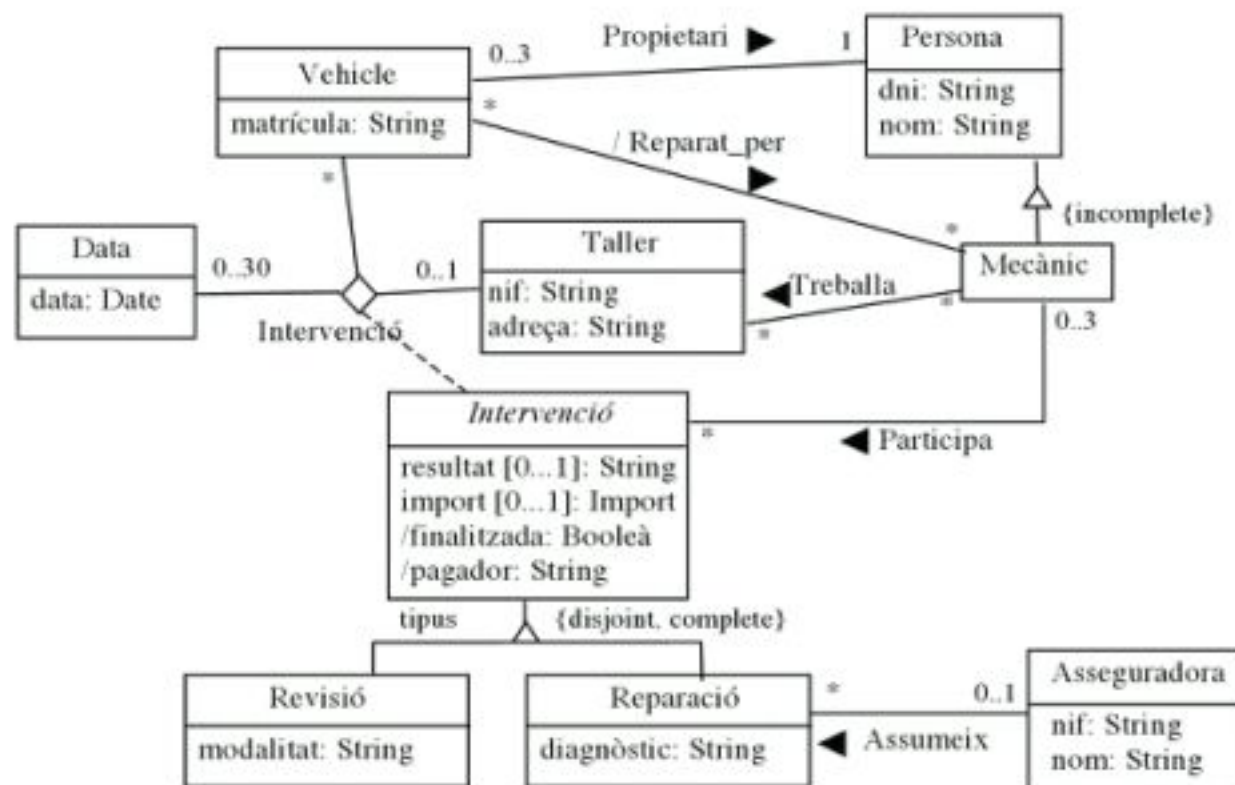 Propietari ▶
0..3
1
Persona
Vehicle
dni: String
nom: String
matrícula: String
*
/ Reparat_per
▶
*
{incomplete}
Data
Taller
*
Mecànic
0..30
0..1
◀Treballa
data: Date
nif: String
*
0..3
adreça: String
*
Intervenció
Intervenció
*
◀ Participa
resultat [0...1]: String
import [0...1]: Import
/finalitzada: Booleà
/pagador: String
tipus
{disjoint, complete}
Asseguradora
Revisió
Reparació
*
0..1
nif: String
modalitat: String
diagnòstic: String
◀ Assumeix
nom: String